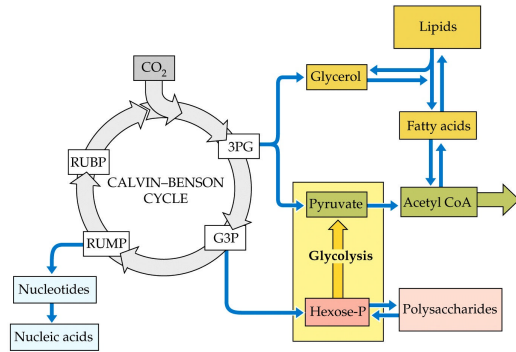 Lipids
CO2
Glycerol
Fatty acids
3PG
RUBP
CALVIN–BENSON
CYCLE
Pyruvate
Acetyl CoA
G3P
RUMP
Glycolysis
Nucleotides
Hexose-P
Polysaccharides
Nucleic acids